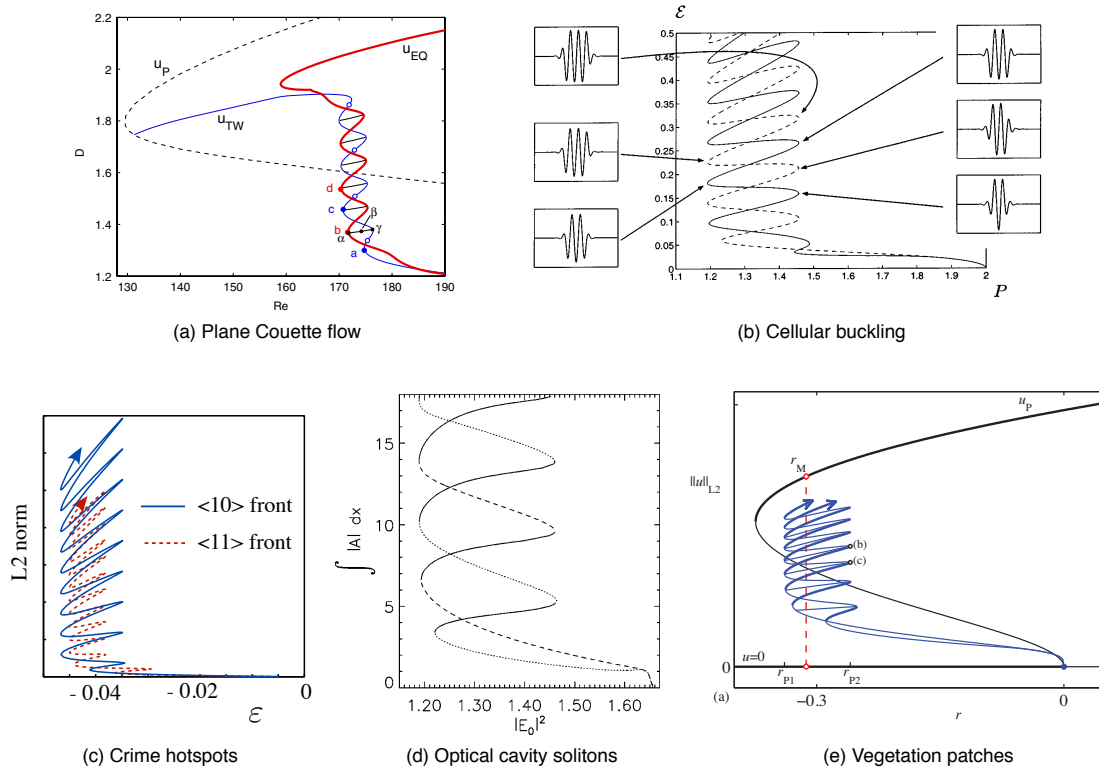 2.2
2
1.8
1.6
1.4
1.2
D
130 140 150 160 170 180 190
Re
u_P
u_EQ
u_TW
d
c
b
a
α
β
γ
(a) Plane Couette flow
ℰ
0.5
0.45
0.4
0.35
0.3
0.25
0.2
0.15
0.1
0.05
0
1.1 1.2 1.3 1.4 1.5 1.6 1.7 1.8 1.9 2
P
(b) Cellular buckling
L2 norm
<10> front
<11> front
- 0.04 - 0.02 0
ε
(c) Crime hotspots
∫ |A| dx
15
10
5
0
1.20 1.30 1.40 1.50 1.60
|E₀|²
(d) Optical cavity solitons
u_P
r_M
||u||_L2
(b)
(c)
u=0
0
r_P1 r_P2
(a)
−0.3 0
r
(e) Vegetation patches